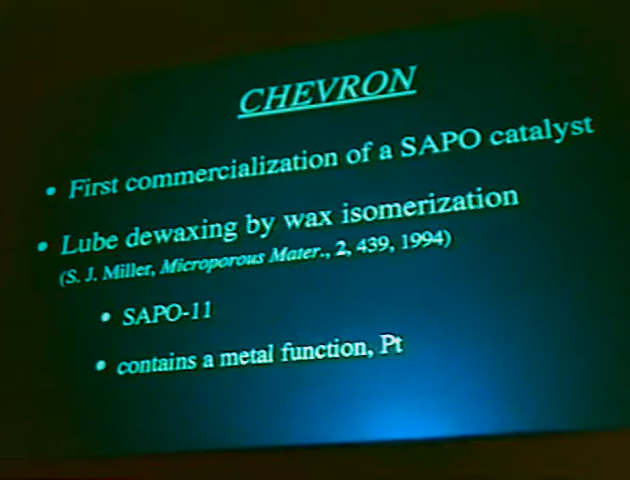 CHEVRON
• First commercialization of a SAPO catalyst
• Lube dewaxing by wax isomerization
(S. J. Miller, Microporous Mater., 2, 439, 1994)
• SAPO-11
• contains a metal function, Pt